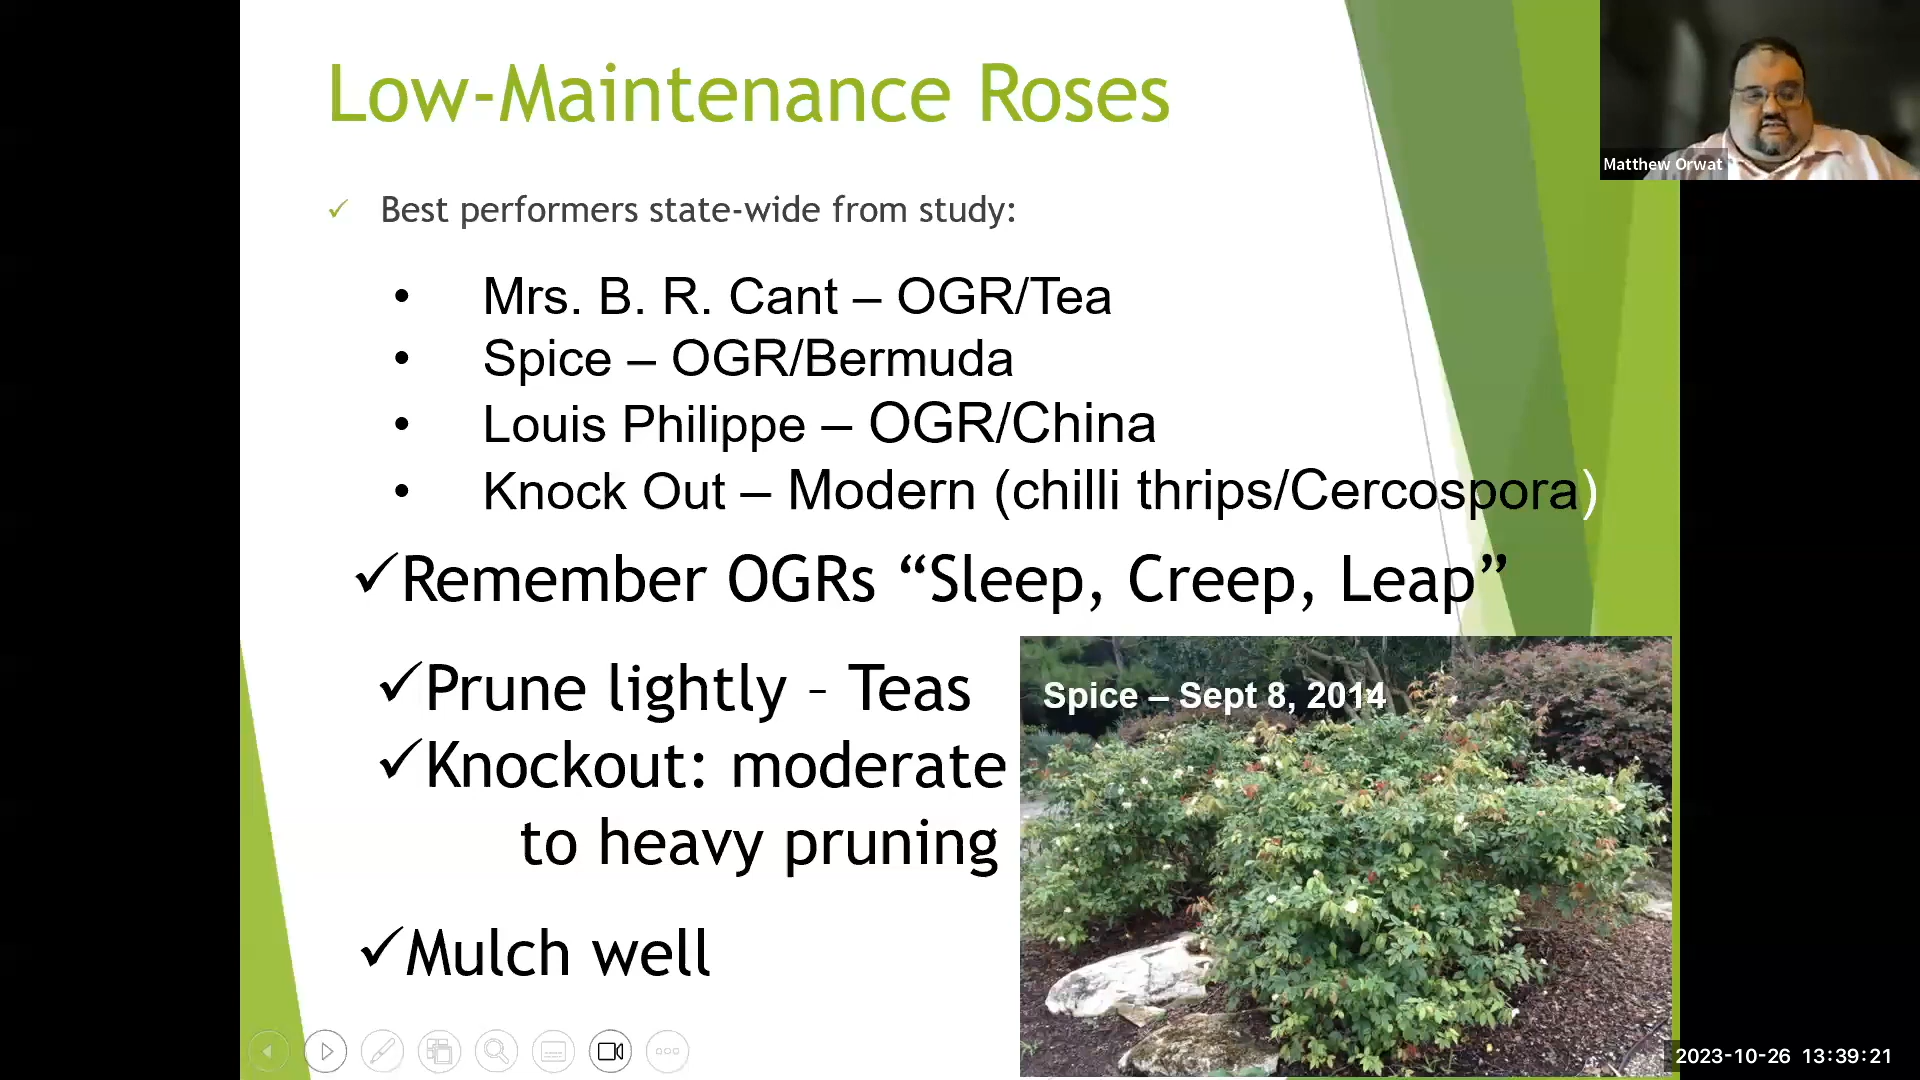 Low-Maintenance Roses
Matthew Orwat
✓ Best performers state-wide from study:
• Mrs. B. R. Cant – OGR/Tea
• Spice – OGR/Bermuda
• Louis Philippe – OGR/China
• Knock Out – Modern (chilli thrips/Cercospora)
✓Remember OGRs “Sleep, Creep, Leap”
✓Prune lightly – Teas
✓Knockout: moderate
to heavy pruning
✓Mulch well
Spice – Sept 8, 2014
2023-10-26 13:39:21